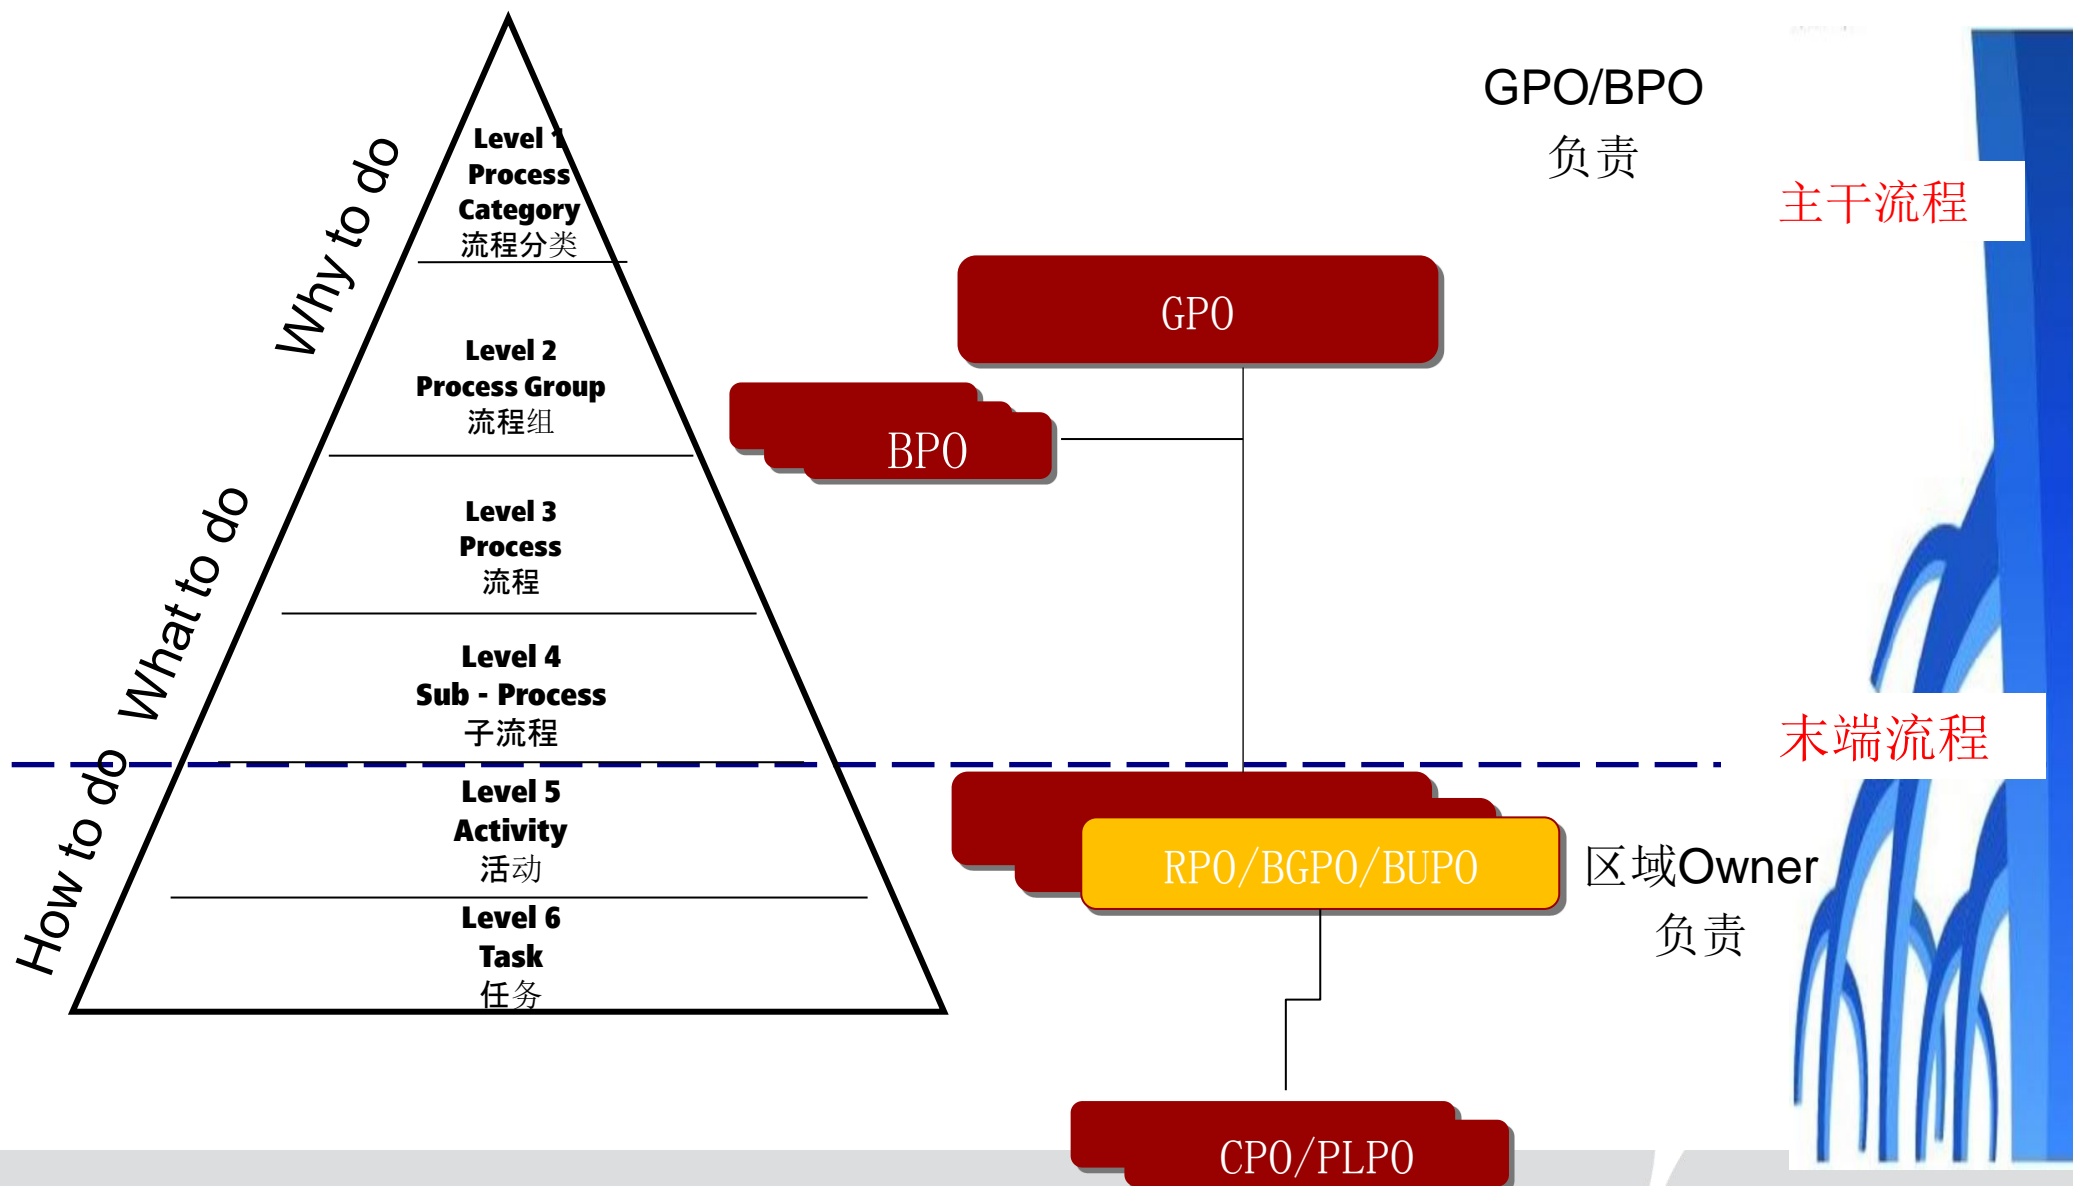 Why to do
What to do
How to do
Level 1
Process
Category
流程分类
Level 2
Process Group
流程组
Level 3
Process
流程
Level 4
Sub - Process
子流程
Level 5
Activity
活动
Level 6
Task
任务
GPO/BPO
负责
主干流程
GPO
BPO
末端流程
RPO/BGPO/BUPO
区域Owner
负责
CPO/PLPO